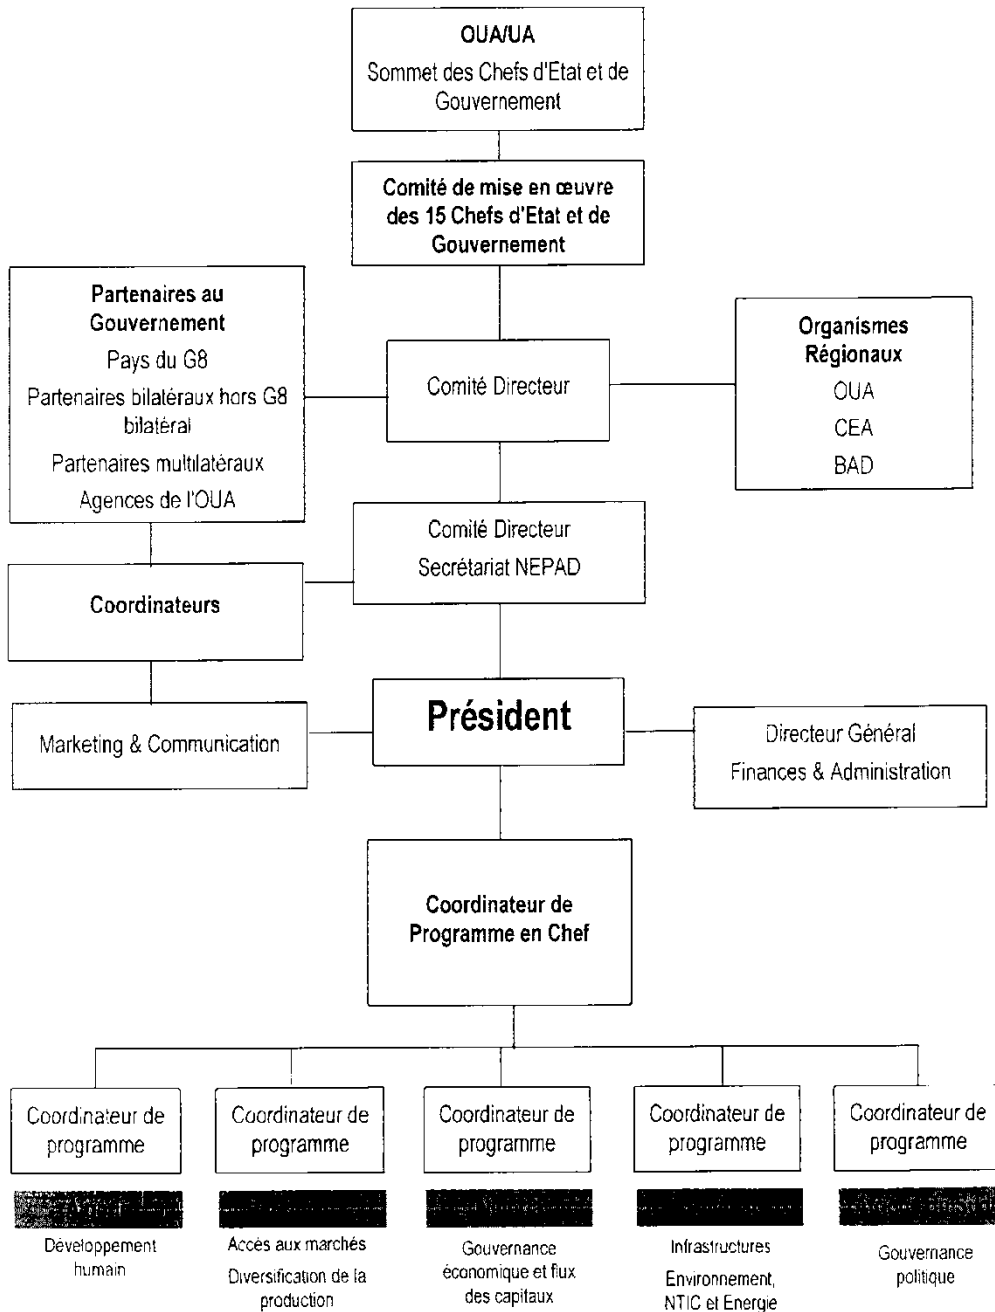 OUA/UA
Sommet des Chefs d'Etat et de
Gouvernement
Comité de mise en œuvre
des 15 Chefs d'Etat et de
Gouvernement
Partenaires au
Gouvernement
Pays du G8
Partenaires bilatéraux hors G8
bilatéral
Partenaires multilatéraux
Agences de l'OUA
Comité Directeur
Organismes
Régionaux
OUA
CEA
BAD
Comité Directeur
Secrétariat NEPAD
Coordinateurs
Président
Marketing & Communication
Directeur Général
Finances & Administration
Coordinateur de
Programme en Chef
Coordinateur de
programme
Coordinateur de
programme
Coordinateur de
programme
Coordinateur de
programme
Coordinateur de
programme
Développement
humain
Accès aux marchés
Diversification de la
production
Gouvernance
économique et flux
des capitaux
Infrastructures
Environnement,
NTIC et Energie
Gouvernance
politique